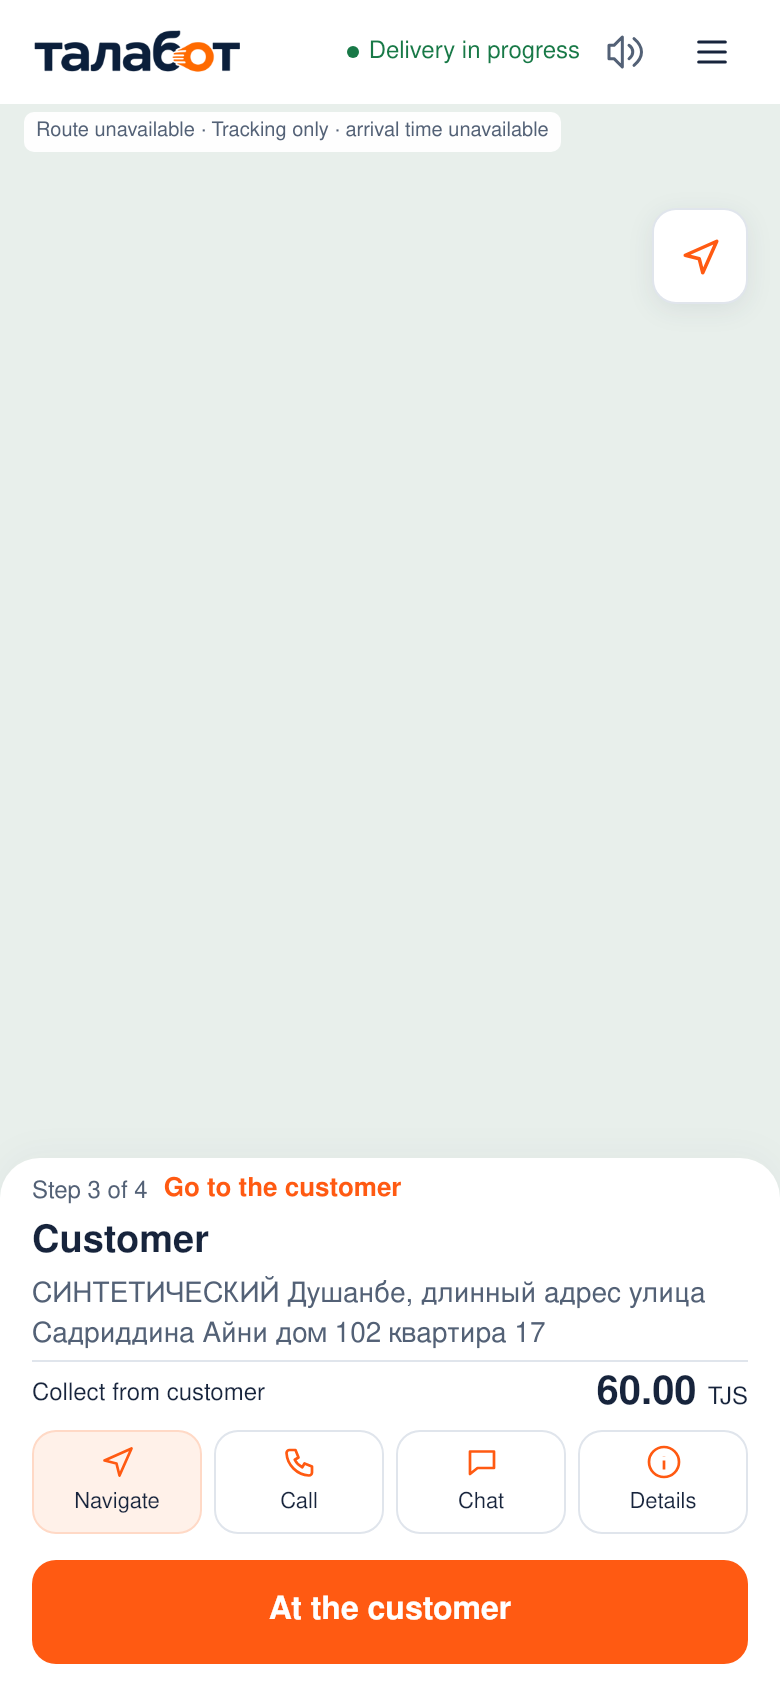 талабот
Delivery in progress
Route unavailable · Tracking only · arrival time unavailable
Step 3 of 4 Go to the customer
Customer
СИНТЕТИЧЕСКИЙ Душанбе, длинный адрес улица
Садриддина Айни дом 102 квартира 17
Collect from customer 60.00 TJS
Navigate Call Chat Details
At the customer